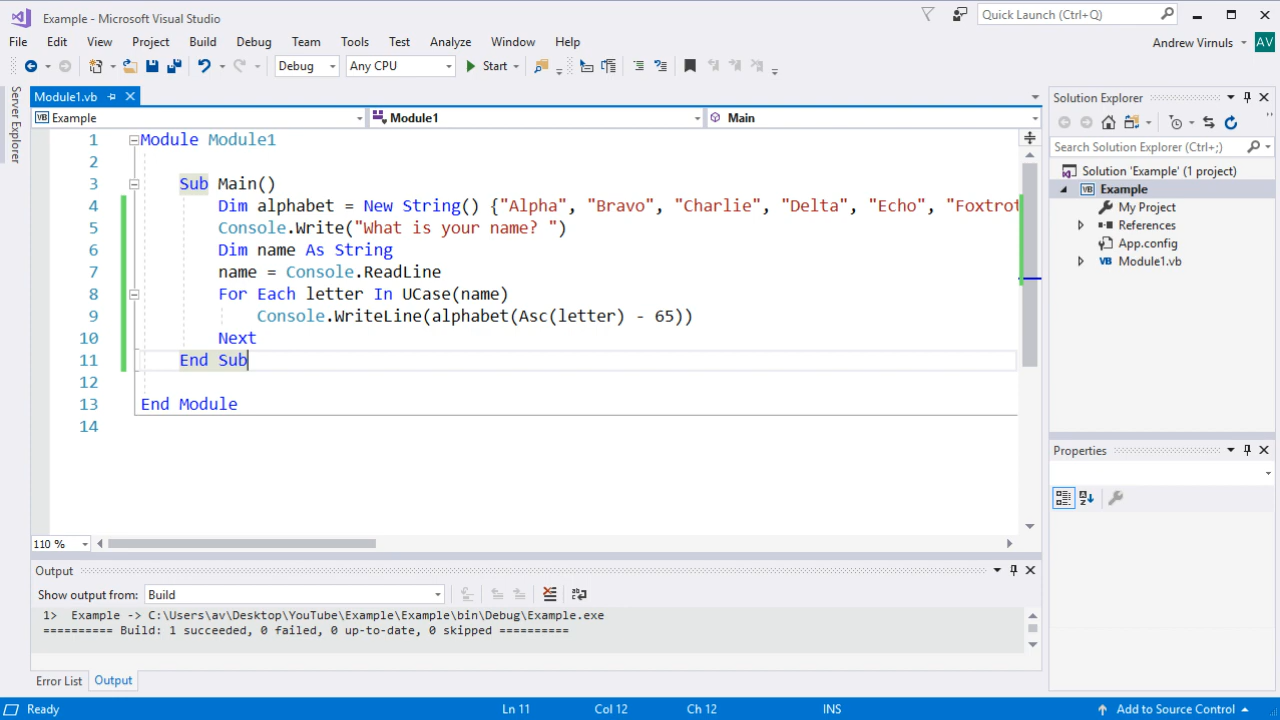 Example - Microsoft Visual Studio
Quick Launch (Ctrl+Q)
File Edit View Project Build Debug Team Tools Test Analyze Window Help
Andrew Virnuls AV
Debug Any CPU Start
Server Explorer
Module1.vb
Example Module1 Main
1 Module Module1
2
3 Sub Main()
4 Dim alphabet = New String() {"Alpha", "Bravo", "Charlie", "Delta", "Echo", "Foxtrot
5 Console.Write("What is your name? ")
6 Dim name As String
7 name = Console.ReadLine
8 For Each letter In UCase(name)
9 Console.WriteLine(alphabet(Asc(letter) - 65))
10 Next
11 End Sub
12
13 End Module
14
110 %
Solution Explorer
Search Solution Explorer (Ctrl+;)
Solution 'Example' (1 project)
VB Example
My Project
References
App.config
VB Module1.vb
Properties
Output
Show output from: Build
1> Example -> C:\Users\av\Desktop\YouTube\Example\Example\bin\Debug\Example.exe
========== Build: 1 succeeded, 0 failed, 0 up-to-date, 0 skipped ==========
Error List Output
Ready Ln 11 Col 12 Ch 12 INS Add to Source Control